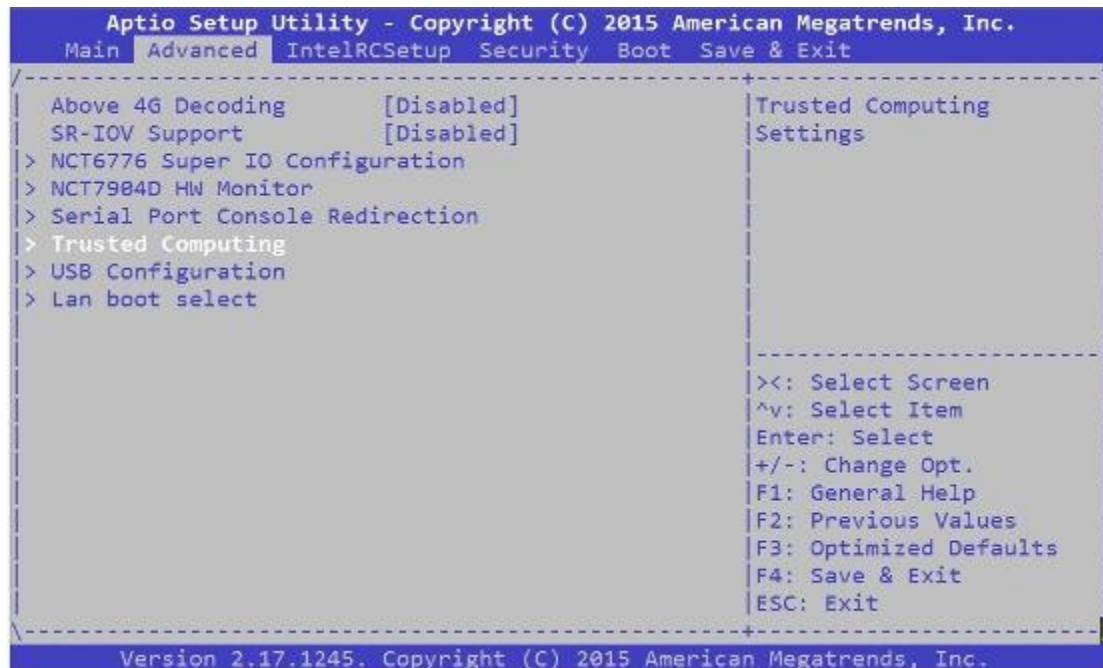 Aptio Setup Utility - Copyright (C) 2015 American Megatrends, Inc.
Main Advanced IntelRCSetup Security Boot Save & Exit
Above 4G Decoding [Disabled]
SR-IOV Support [Disabled]
> NCT6776 Super IO Configuration
> NCT7904D HW Monitor
> Serial Port Console Redirection
> Trusted Computing
> USB Configuration
> Lan boot select
Trusted Computing
Settings
><: Select Screen
^v: Select Item
Enter: Select
+/-: Change Opt.
F1: General Help
F2: Previous Values
F3: Optimized Defaults
F4: Save & Exit
ESC: Exit
Version 2.17.1245. Copyright (C) 2015 American Megatrends, Inc.